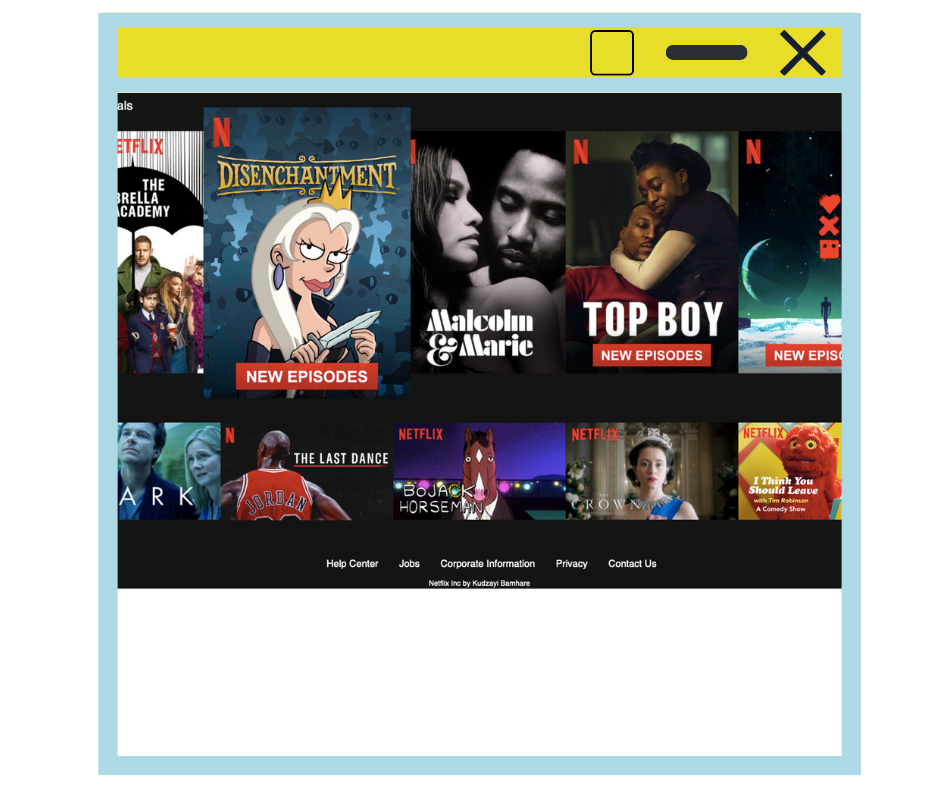 als
ETFLIX
THE
BRELLA
ACADEMY
N
DISENCHANTMENT
NEW EPISODES
Malcolm
& Marie
N
TOP BOY
NEW EPISODES
N
NEW EPISO
ARK
N
THE LAST DANCE
JORDAN
NETFLIX
BOJACK
HORSEMAN
NETFLIX
CROWN
NETFLIX
I Think You
Should Leave
with Tim Robinson
A Comedy Show
Help Center Jobs Corporate Information Privacy Contact Us
Netflix Inc by Kudzayi Bamhare